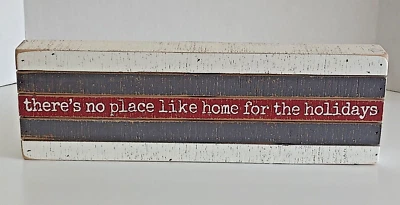 there's no place like home for the holidays